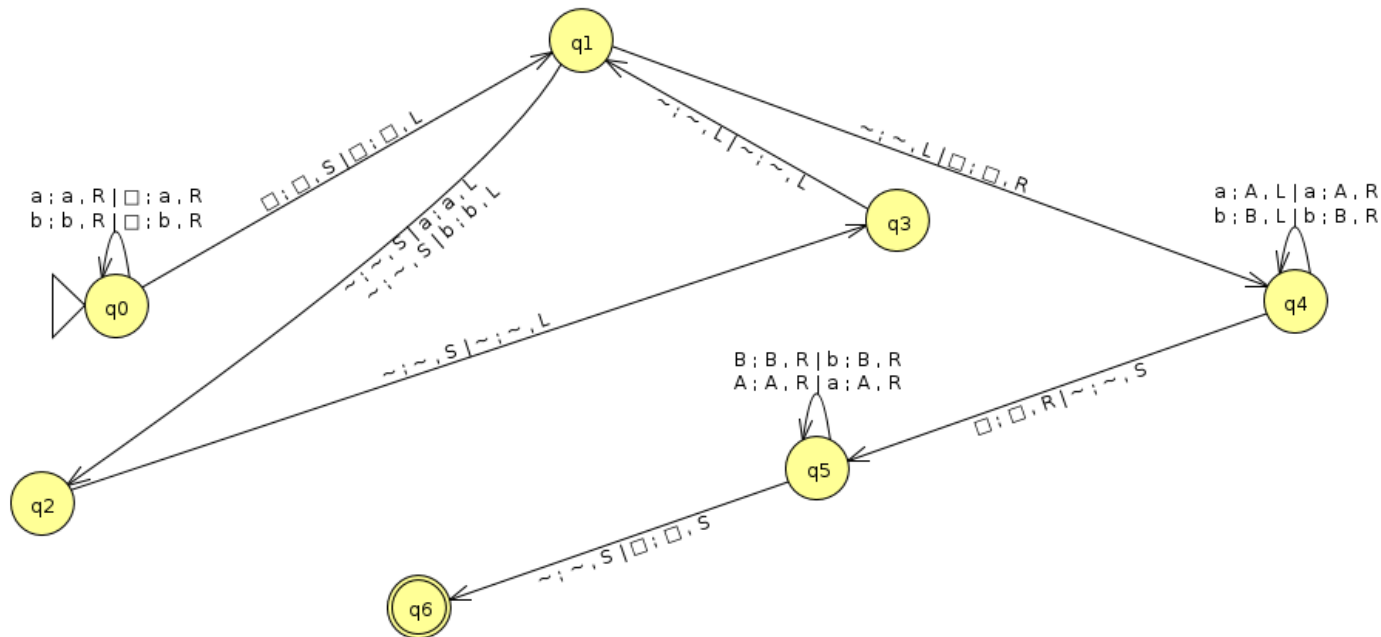 q1
□ ; □ , S | □ ; □ , L
~ ; ~ , L | ~ ; ~ , L
~ ; ~ , L | □ ; □ , R
a ; a , R | □ ; a , R
b ; b , R | □ ; b , R
~ ; ~ , S | a ; a , L
~ ; ~ , S | b ; b , L
a ; A , L | a ; A , R
b ; B , L | b ; B , R
q3
q0
q4
~ ; ~ , S | ~ ; ~ , L
B ; B , R | b ; B , R
A ; A , R | a ; A , R
□ ; □ , R | ~ ; ~ , S
q5
q2
~ ; ~ , S | □ ; □ , S
q6